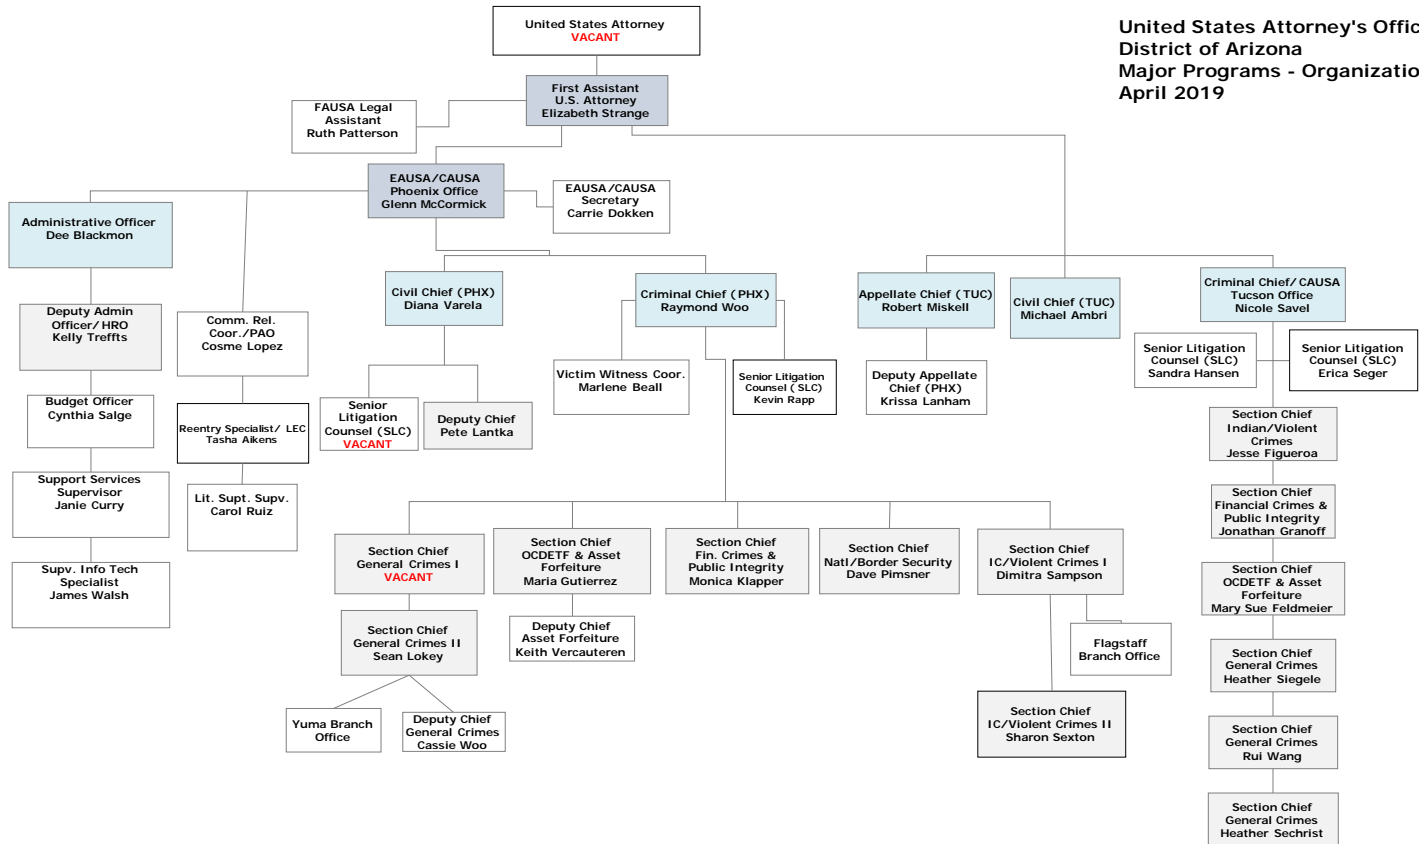 United States Attorney
VACANT
United States Attorney's Offic
District of Arizona
Major Programs - Organizatio
April 2019
First Assistant
U.S. Attorney
Elizabeth Strange
FAUSA Legal
Assistant
Ruth Patterson
EAUSA/CAUSA
Phoenix Office
Glenn McCormick
EAUSA/CAUSA
Secretary
Carrie Dokken
Administrative Officer
Dee Blackmon
Civil Chief (PHX)
Diana Varela
Criminal Chief (PHX)
Raymond Woo
Appellate Chief (TUC)
Robert Miskell
Civil Chief (TUC)
Michael Ambri
Criminal Chief/CAUSA
Tucson Office
Nicole Savel
Deputy Admin
Officer/ HRO
Kelly Treffts
Comm. Rel.
Coor./PAO
Cosme Lopez
Senior Litigation
Counsel (SLC)
Sandra Hansen
Senior Litigation
Counsel (SLC)
Erica Seger
Victim Witness Coor.
Marlene Beall
Senior Litigation
Counsel ( SLC)
Kevin Rapp
Deputy Appellate
Chief (PHX)
Krissa Lanham
Budget Officer
Cynthia Salge
Reentry Specialist/ LEC
Tasha Aikens
Senior
Litigation
Counsel (SLC)
VACANT
Deputy Chief
Pete Lantka
Section Chief
Indian/Violent
Crimes
Jesse Figueroa
Support Services
Supervisor
Janie Curry
Lit. Supt. Supv.
Carol Ruiz
Section Chief
Financial Crimes &
Public Integrity
Jonathan Granoff
Supv. Info Tech
Specialist
James Walsh
Section Chief
General Crimes I
VACANT
Section Chief
OCDETF & Asset
Forfeiture
Maria Gutierrez
Section Chief
Fin. Crimes &
Public Integrity
Monica Klapper
Section Chief
Natl/Border Security
Dave Pimsner
Section Chief
IC/Violent Crimes I
Dimitra Sampson
Section Chief
OCDETF & Asset
Forfeiture
Mary Sue Feldmeier
Section Chief
General Crimes II
Sean Lokey
Deputy Chief
Asset Forfeiture
Keith Vercauteren
Flagstaff
Branch Office
Section Chief
General Crimes
Heather Siegele
Yuma Branch
Office
Deputy Chief
General Crimes
Cassie Woo
Section Chief
IC/Violent Crimes II
Sharon Sexton
Section Chief
General Crimes
Rui Wang
Section Chief
General Crimes
Heather Sechrist